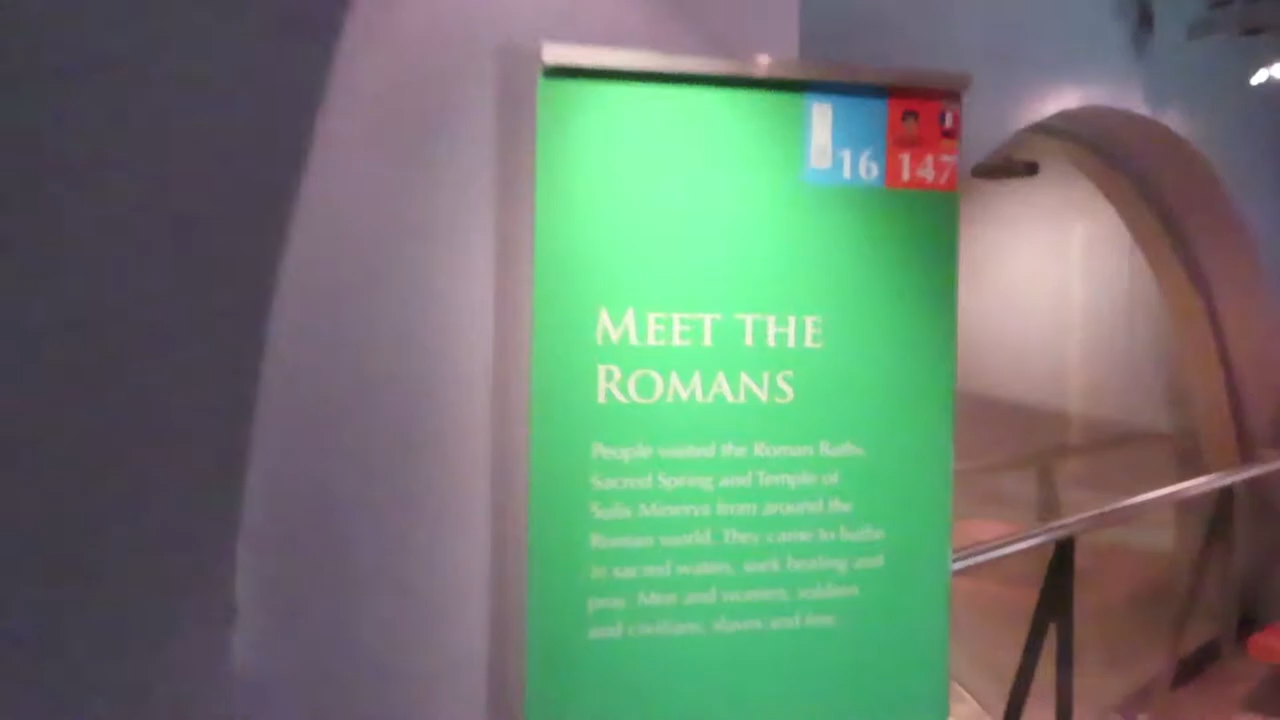 16 147
MEET THE
ROMANS
People visited the Roman Baths,
Sacred Spring and Temple of
Sulis Minerva from around the
Roman world. They came to bathe
in sacred waters, seek healing and
pray. Men and women, soldiers
and civilians, slaves and free.